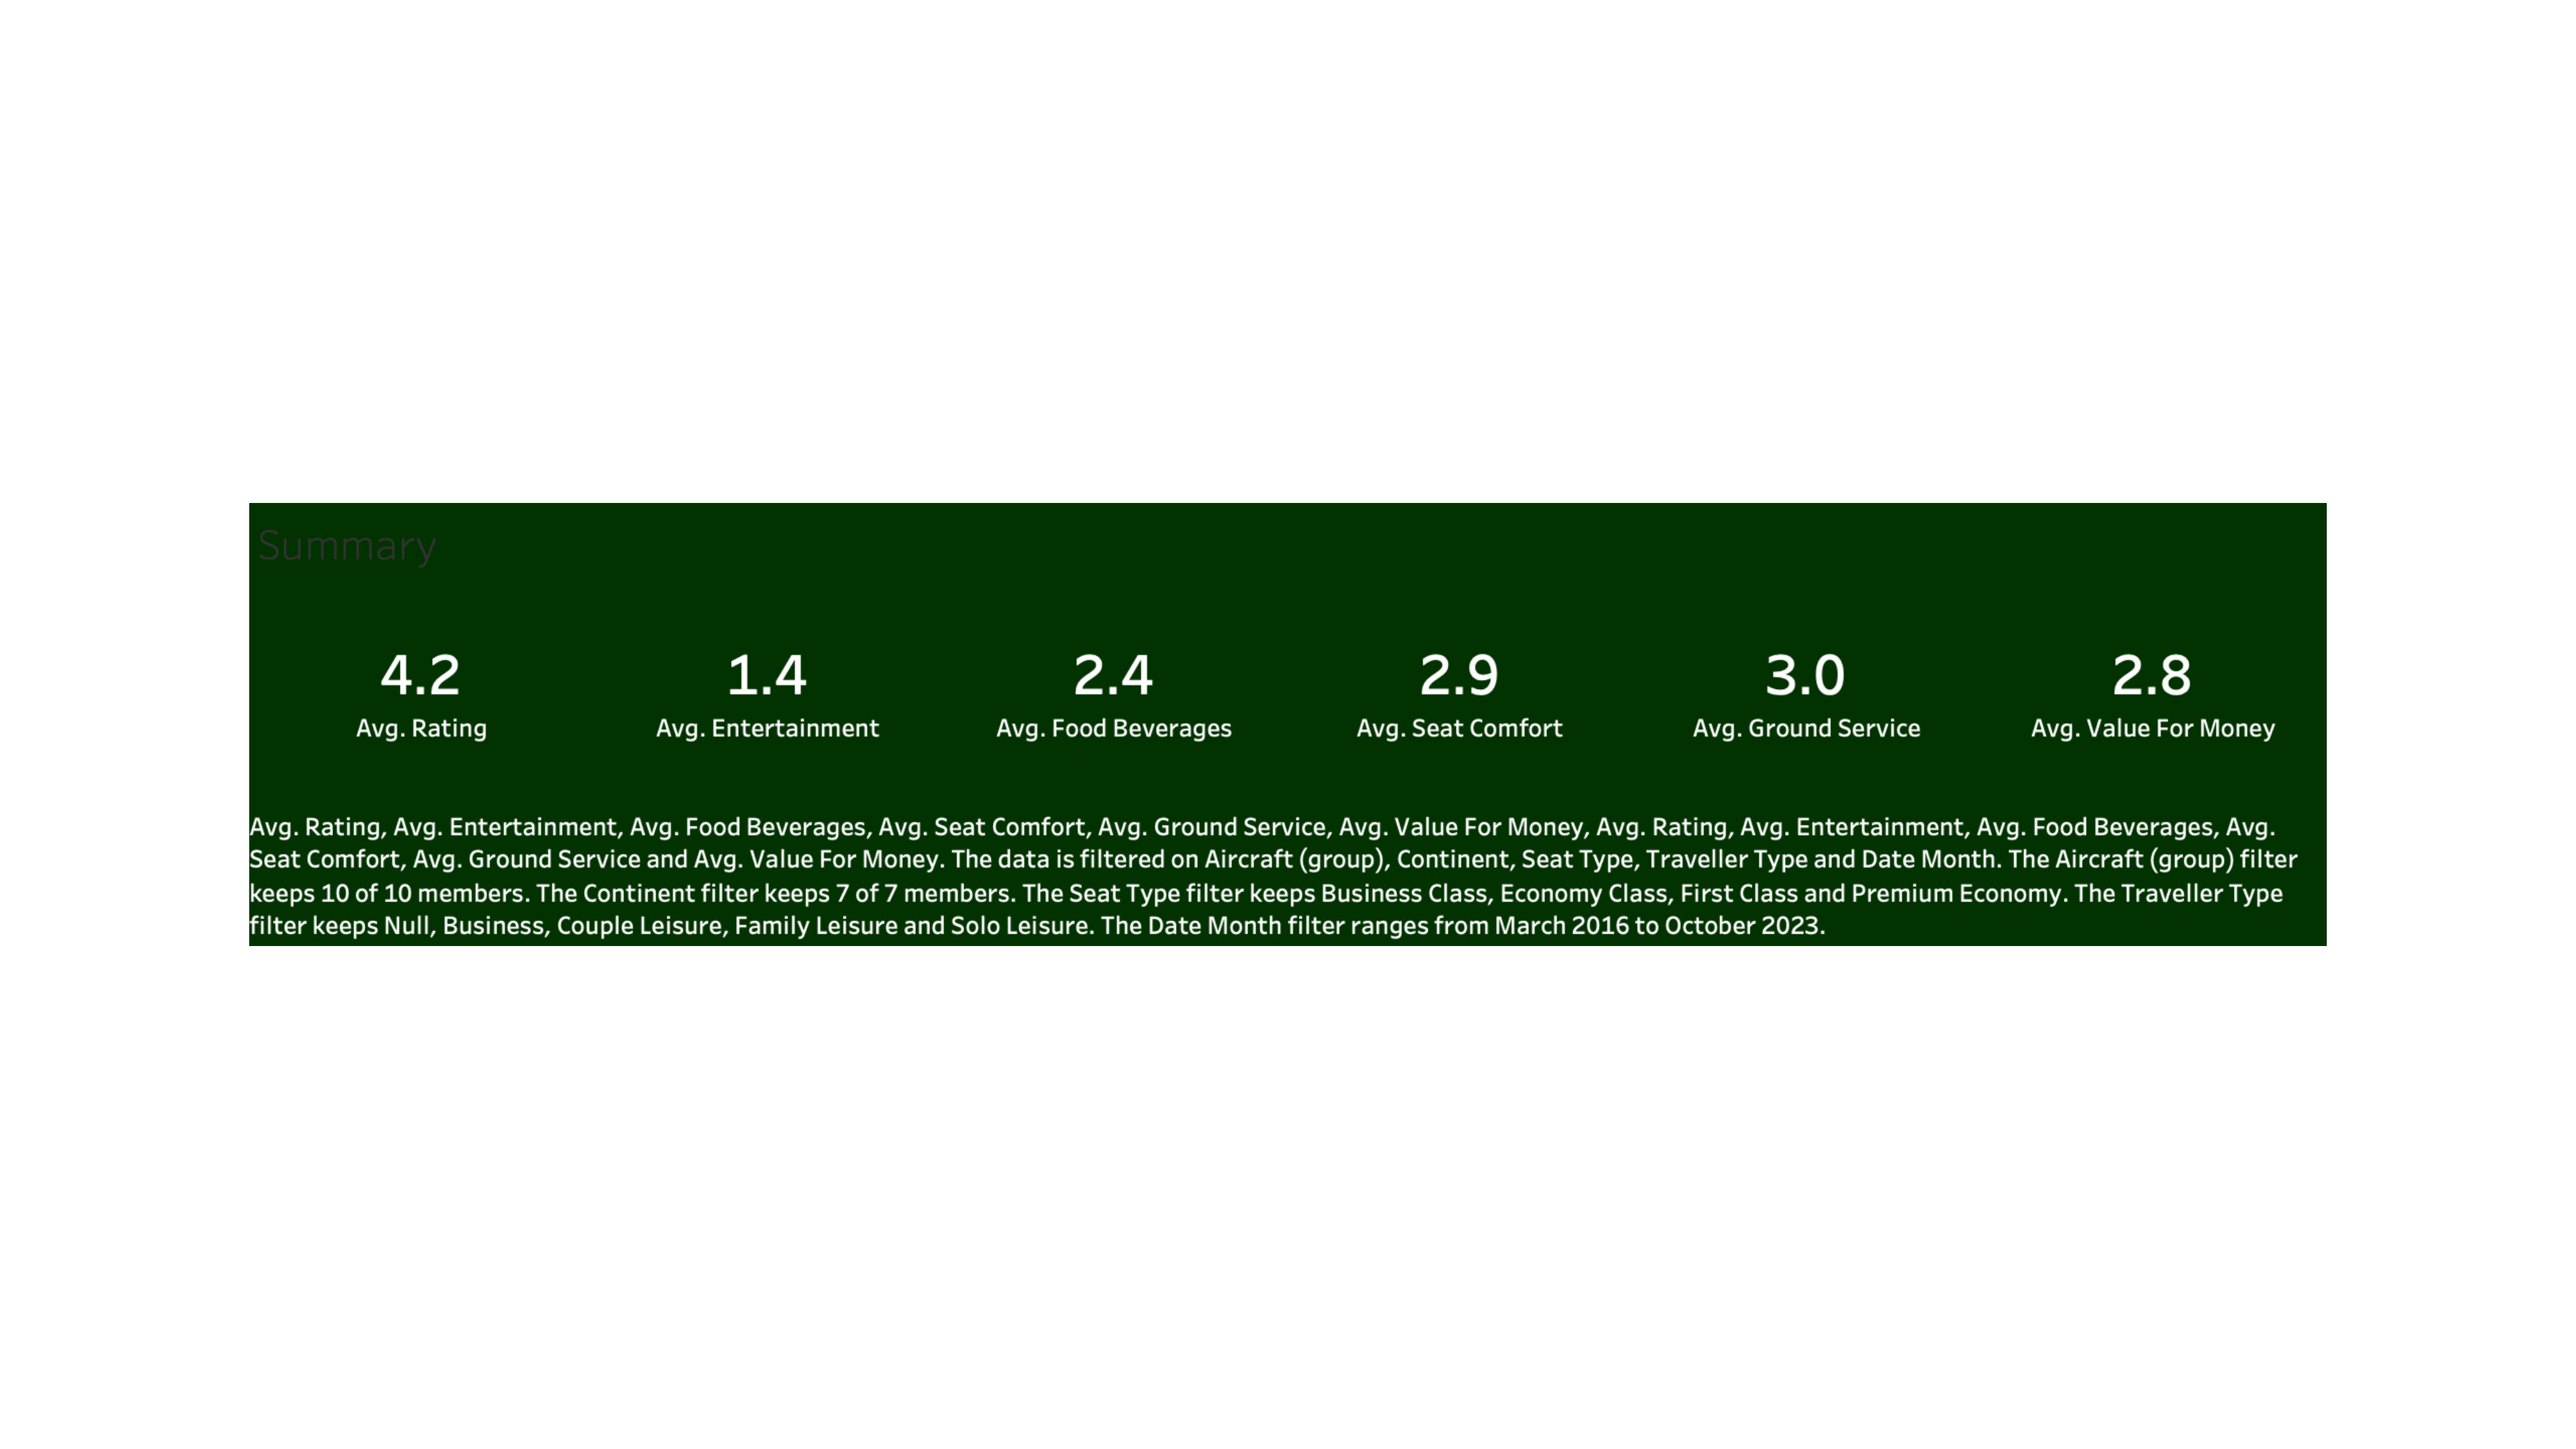 Summary
4.2 1.4 2.4 2.9 3.0 2.8
Avg. Rating Avg. Entertainment Avg. Food Beverages Avg. Seat Comfort Avg. Ground Service Avg. Value For Money
Avg. Rating, Avg. Entertainment, Avg. Food Beverages, Avg. Seat Comfort, Avg. Ground Service, Avg. Value For Money, Avg. Rating, Avg. Entertainment, Avg. Food Beverages, Avg.
Seat Comfort, Avg. Ground Service and Avg. Value For Money. The data is filtered on Aircraft (group), Continent, Seat Type, Traveller Type and Date Month. The Aircraft (group) filter
keeps 10 of 10 members. The Continent filter keeps 7 of 7 members. The Seat Type filter keeps Business Class, Economy Class, First Class and Premium Economy. The Traveller Type
filter keeps Null, Business, Couple Leisure, Family Leisure and Solo Leisure. The Date Month filter ranges from March 2016 to October 2023.